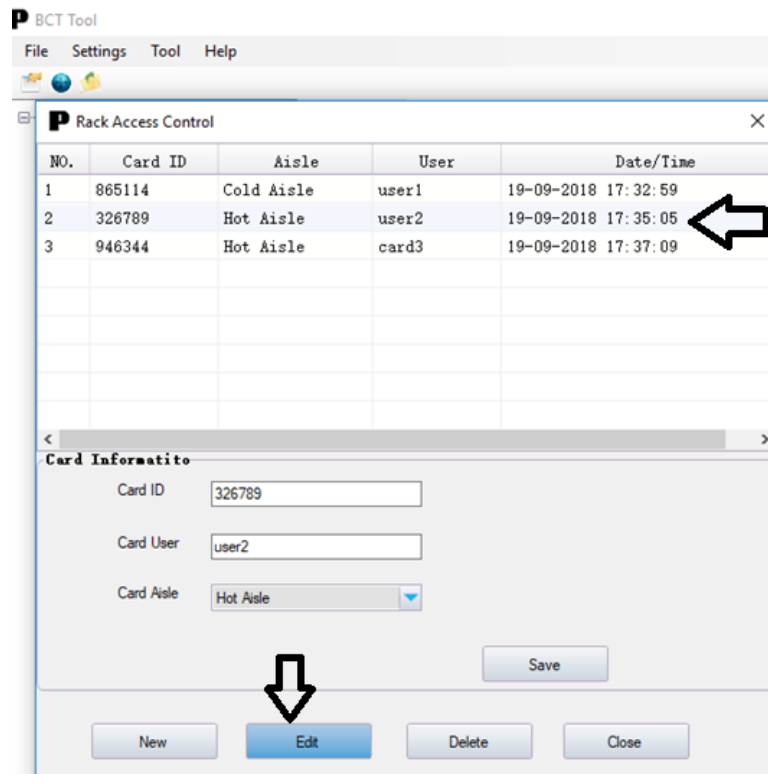 P BCT Tool
File Settings Tool Help
P Rack Access Control
NO. Card ID Aisle User Date/Time
1 865114 Cold Aisle user1 19-09-2018 17:32:59
2 326789 Hot Aisle user2 19-09-2018 17:35:05
3 946344 Hot Aisle card3 19-09-2018 17:37:09
Card Informatito
Card ID 326789
Card User user2
Card Aisle Hot Aisle
Save
New Edit Delete Close